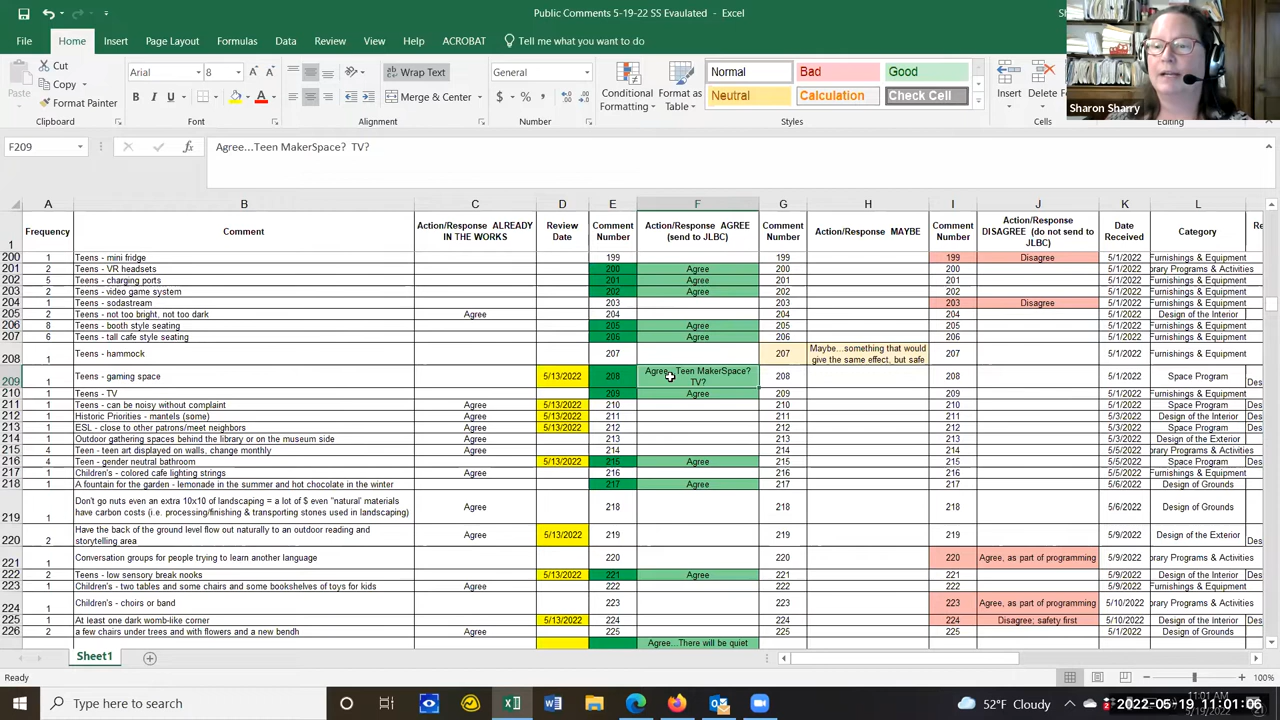 Public Comments 5-19-22 SS Evaulated - Excel
File Home Insert Page Layout Formulas Data Review View Help ACROBAT Tell me what you want to do
Cut
Copy
Format Painter
Paste
Clipboard
Arial 8
B I U
Font
Wrap Text
Merge & Center
Alignment
General
$ % ,
Number
Conditional Formatting
Format as Table
Normal Bad Good
Neutral Calculation Check Cell
Styles
Insert Delete
Cells
Editing
Sharon Sharry
F209 fx Agree...Teen MakerSpace? TV?
A B C D E F G H I J K L
1 Frequency Comment Action/Response ALREADY IN THE WORKS Review Date Comment Number Action/Response AGREE (send to JLBC) Comment Number Action/Response MAYBE Comment Number Action/Response DISAGREE (do not send to JLBC) Date Received Category
200 1 Teens - mini fridge 199 199 199 Disagree 5/1/2022 Furnishings & Equipment
201 2 Teens - VR headsets 200 Agree 200 200 5/1/2022 brary Programs & Activities
202 5 Teens - charging ports 201 Agree 201 201 5/1/2022 Furnishings & Equipment
203 2 Teens - video game system 202 Agree 202 202 5/1/2022 Furnishings & Equipment
204 1 Teens - sodastream 203 203 203 Disagree 5/1/2022 Furnishings & Equipment
205 2 Teens - not too bright, not too dark Agree 204 204 204 5/1/2022 Design of the Interior
206 8 Teens - booth style seating 205 Agree 205 205 5/1/2022 Furnishings & Equipment
207 6 Teens - tall cafe style seating 206 Agree 206 206 5/1/2022 Furnishings & Equipment
208 1 Teens - hammock 207 207 Maybe...something that would give the same effect, but safe 207 5/1/2022 Furnishings & Equipment
209 1 Teens - gaming space 5/13/2022 208 Agree...Teen MakerSpace? TV? 208 208 5/1/2022 Space Program
210 1 Teens - TV 209 Agree 209 209 5/1/2022 Furnishings & Equipment
211 1 Teens - can be noisy without complaint Agree 5/13/2022 210 210 210 5/1/2022 Space Program
212 1 Historic Priorities - mantels (some) Agree 5/13/2022 211 211 211 5/2/2022 Design of the Interior
213 1 ESL - close to other patrons/meet neighbors Agree 5/13/2022 212 212 212 5/2/2022 Space Program
214 1 Outdoor gathering spaces behind the library or on the museum side Agree 213 213 213 5/3/2022 Design of the Exterior
215 4 Teen - teen art displayed on walls, change monthly Agree 214 214 214 5/5/2022 Design of the Interior
216 4 Teen - gender neutral bathroom 5/13/2022 215 Agree 215 215 5/5/2022 Space Program
217 1 Children's - colored cafe lighting strings Agree 216 216 216 5/5/2022 Furnishings & Equipment
218 1 A fountain for the garden - lemonade in the summer and hot chocolate in the winter 217 Agree 217 217 5/6/2022 Design of Grounds
219 1 Don't go nuts even an extra 10x10 of landscaping = a lot of $ even "natural" materials have carbon costs (i.e. processing/finishing & transporting stones used in landscaping) Agree 218 218 218 5/6/2022 Design of Grounds
220 2 Have the back of the ground level flow out naturally to an outdoor reading and storytelling area Agree 5/13/2022 219 219 219 5/9/2022 Design of the Exterior
221 1 Conversation groups for people trying to learn another language 220 220 220 Agree, as part of programming 5/9/2022 brary Programs & Activities
222 2 Teens - low sensory break nooks 5/13/2022 221 Agree 221 221 5/9/2022 Design of the Interior
223 1 Children's - two tables and some chairs and some bookshelves of toys for kids Agree 222 222 222 5/9/2022 Furnishings & Equipment
224 1 Children's - choirs or band 223 223 223 Agree, as part of programming 5/10/2022 brary Programs & Activities
225 1 At least one dark womb-like corner 5/13/2022 224 224 224 Disagree; safety first 5/10/2022 Design of the Interior
226 2 a few chairs under trees and with flowers and a new bendh Agree 225 225 225 5/1/2022 Design of Grounds
Agree...There will be quiet
Sheet1
Ready 100%
Type here to search 52°F Cloudy 2022-05-19 11:01:06